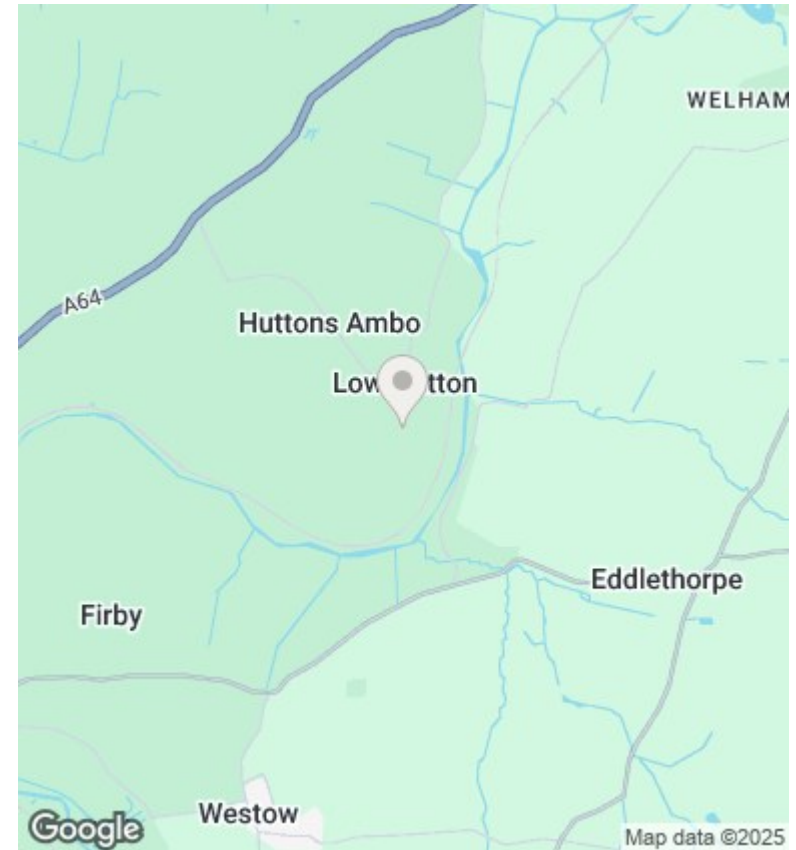 WELHAM
A64
Huttons Ambo
Low tton
Eddlethorpe
Firby
Westow
Google
Map data ©2025